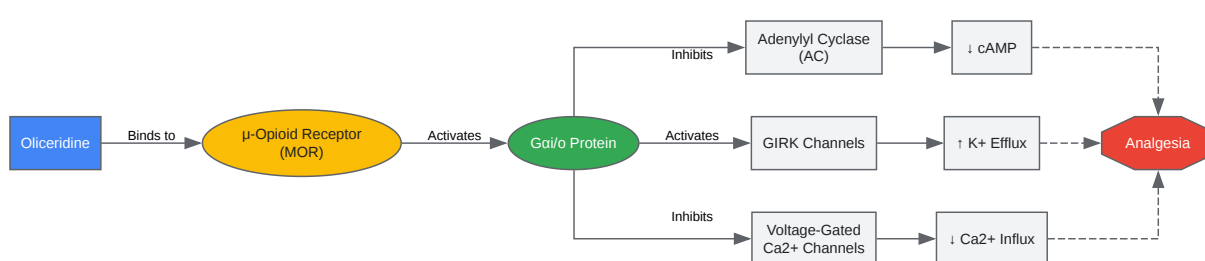 Oliceridine
Binds to
μ-Opioid Receptor
(MOR)
Activates
Gαi/o Protein
Inhibits
Adenylyl Cyclase
(AC)
↓ cAMP
Activates
GIRK Channels
↑ K+ Efflux
Inhibits
Voltage-Gated
Ca2+ Channels
↓ Ca2+ Influx
Analgesia